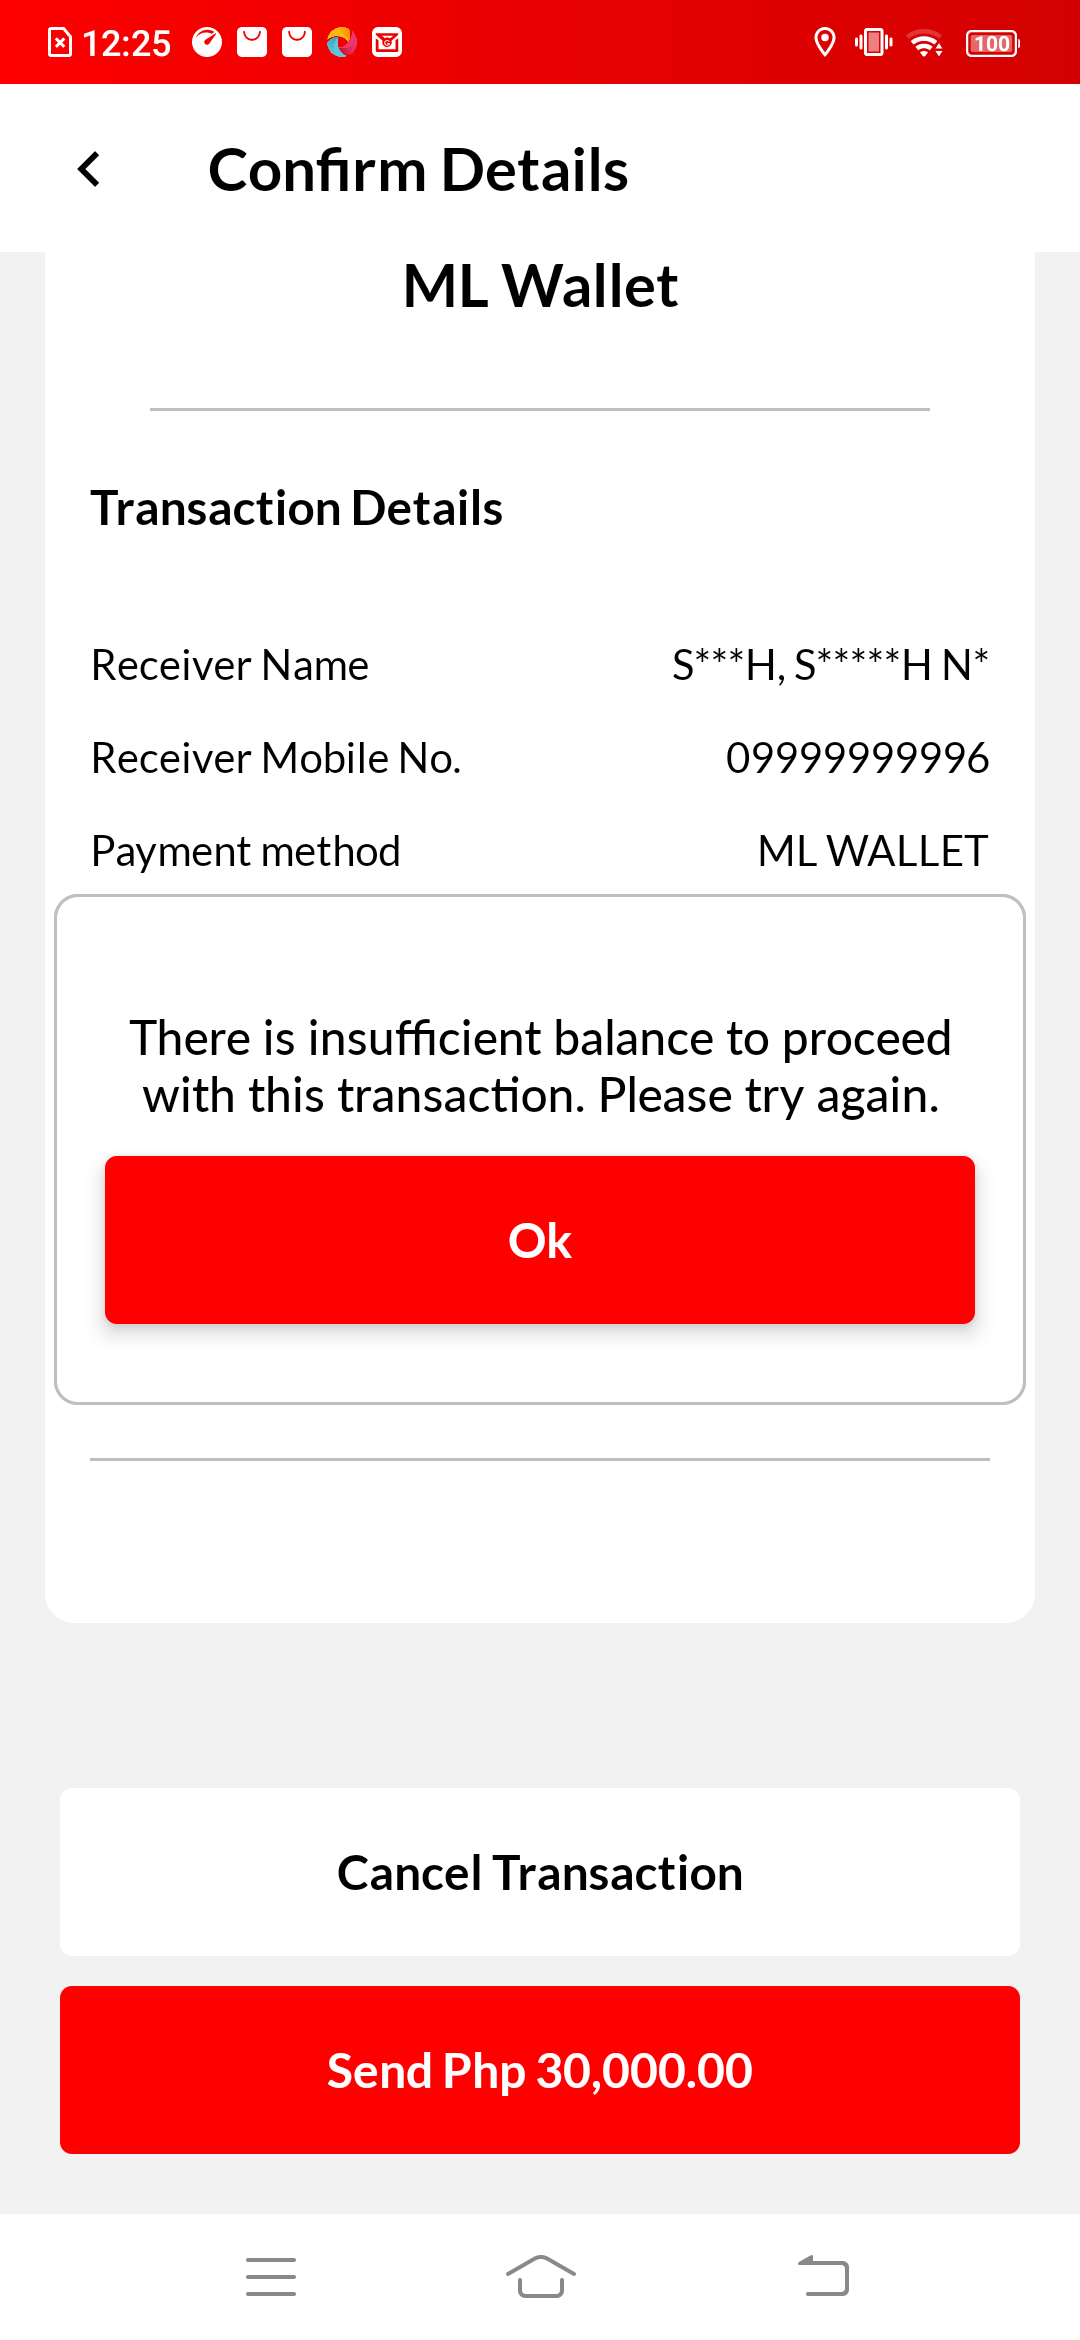 12:25
100
Confirm Details
ML Wallet
Transaction Details
Receiver Name S***H, S*****H N*
Receiver Mobile No. 09999999996
Payment method ML WALLET
There is insufficient balance to proceed
with this transaction. Please try again.
Ok
Cancel Transaction
Send Php 30,000.00